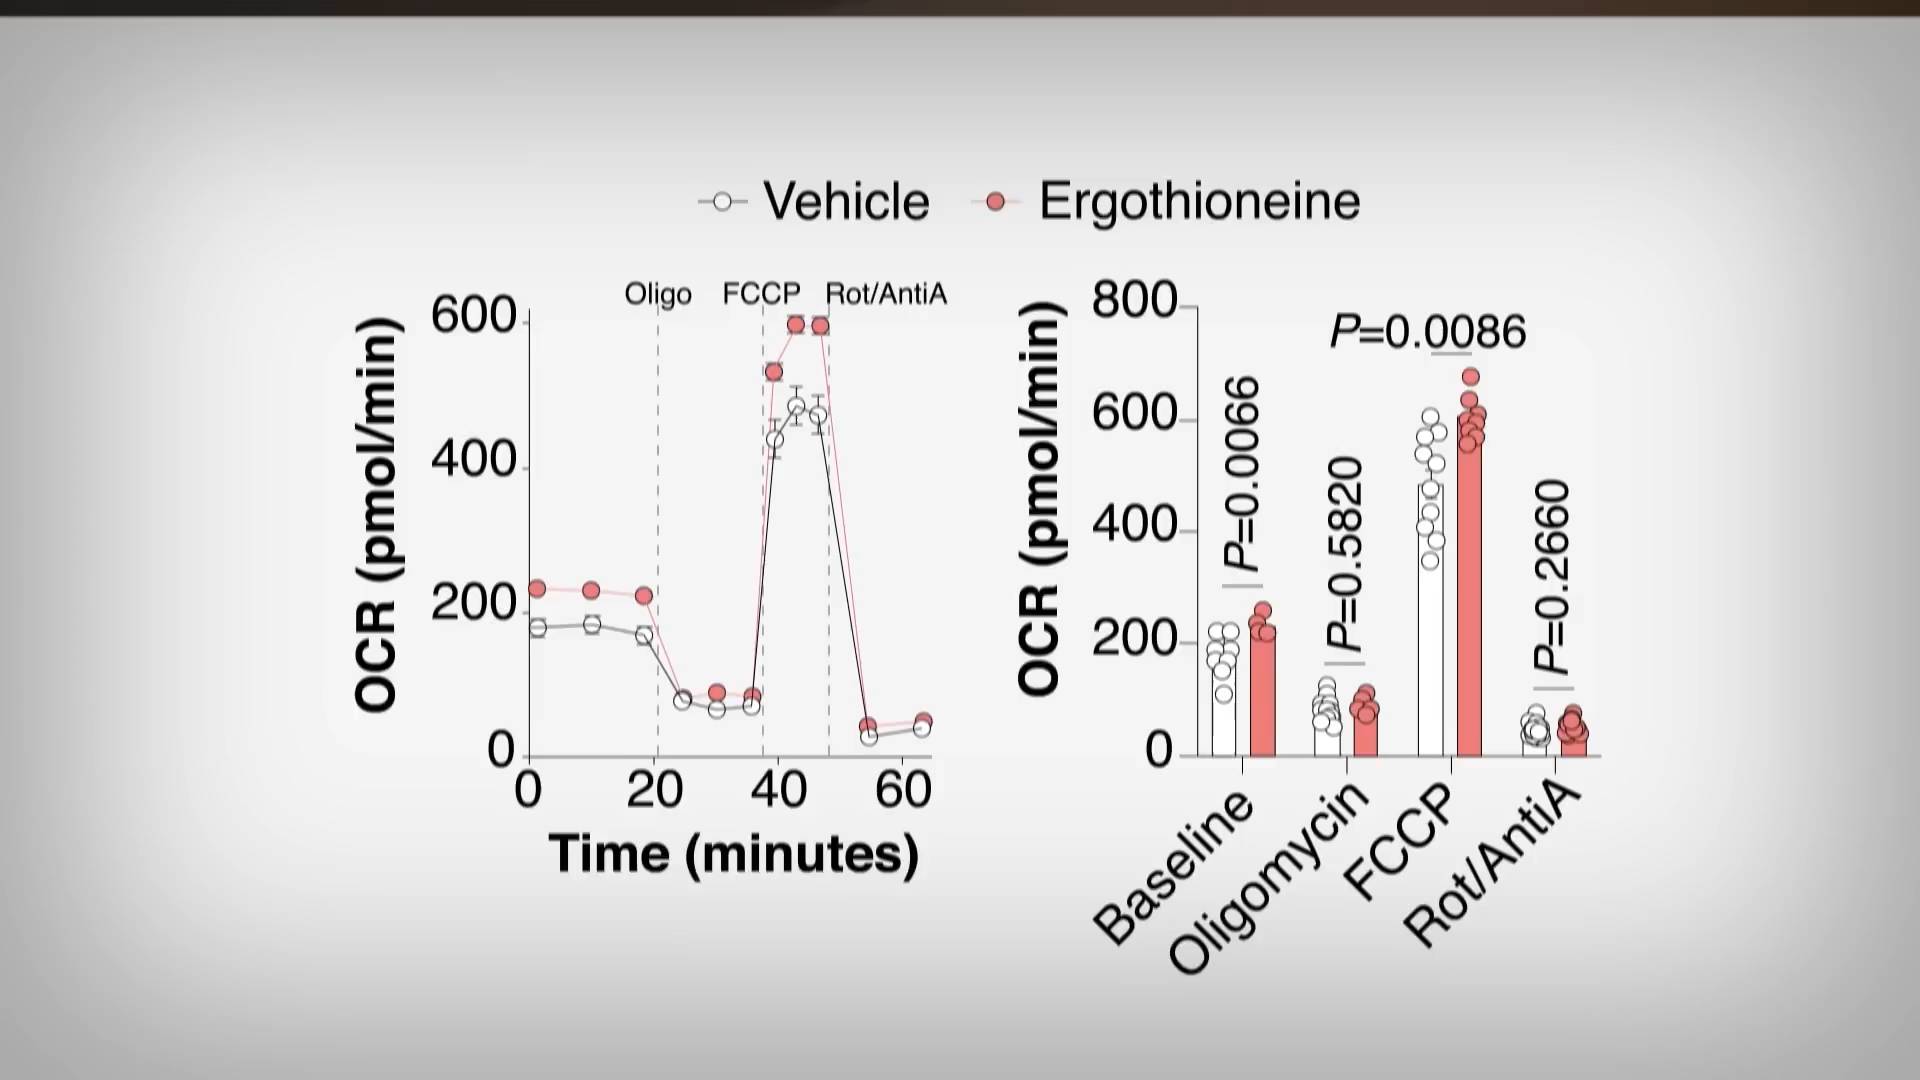 Vehicle
Ergothioneine
Oligo
FCCP
Rot/AntiA
OCR (pmol/min)
600
400
200
0
0
20
40
60
Time (minutes)
OCR (pmol/min)
800
600
400
200
0
P=0.0066
P=0.5820
P=0.0086
P=0.2660
Baseline
Oligomycin
FCCP
Rot/AntiA